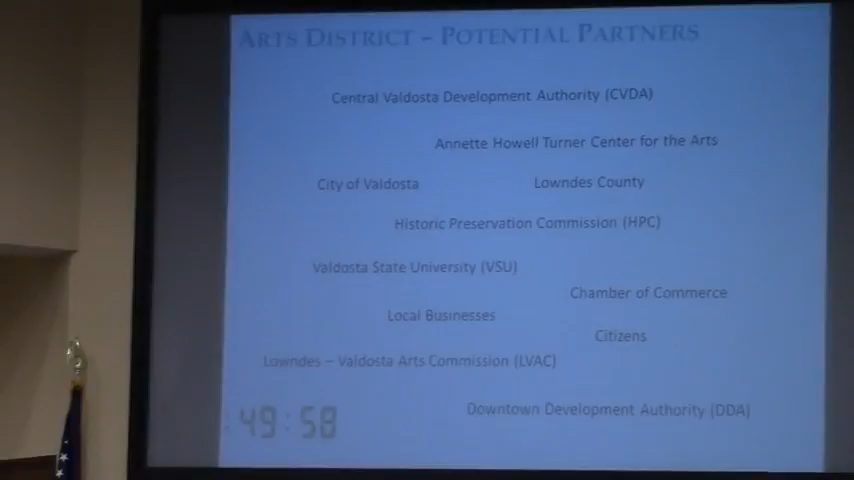 ARTS DISTRICT – POTENTIAL PARTNERS
Central Valdosta Development Authority (CVDA)
Annette Howell Turner Center for the Arts
City of Valdosta
Lowndes County
Historic Preservation Commission (HPC)
Valdosta State University (VSU)
Chamber of Commerce
Local Businesses
Citizens
Lowndes – Valdosta Arts Commission (LVAC)
Downtown Development Authority (DDA)
:49:58